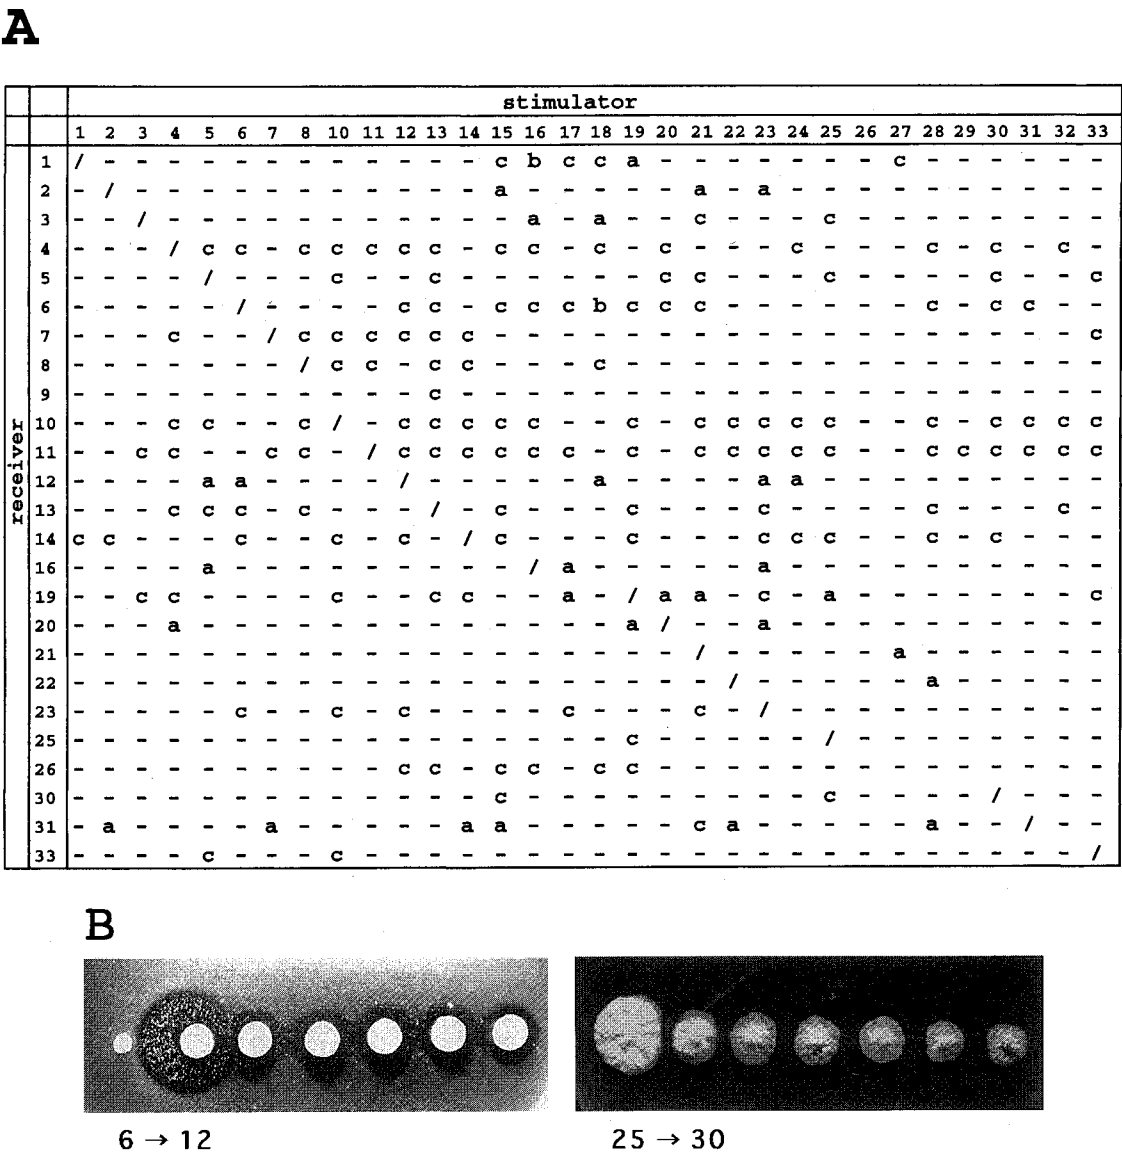 A
stimulator
1 2 3 4 5 6 7 8 10 11 12 13 14 15 16 17 18 19 20 21 22 23 24 25 26 27 28 29 30 31 32 33
receiver
1 / - - - - - - - - - - - - c b c c a - - - - - - - c - - - - - -
2 - / - - - - - - - - - - - a - - - - - a - a - - - - - - - - - -
3 - - / - - - - - - - - - - - a - a - - c - - - c - - - - - - - -
4 - - - / c c - c c c c c - c c - c - c - - - c - - - c - c - c -
5 - - - - / - - - c - - c - - - - - - c c - - - c - - - - c - - c
6 - - - - - / - - - - c c - c c c b c c c - - - - - - c - c c - -
7 - - - c - - / c c c c c c - - - - - - - - - - - - - - - - - - c
8 - - - - - - - / c c - c c - - - c - - - - - - - - - - - - - - -
9 - - - - - - - - - - - c - - - - - - - - - - - - - - - - - - - -
10 - - - c c - - c / - c c c c c - - c - c c c c c - - c - c c c c
11 - - c c - - c c - / c c c c c c - c - c c c c c - - c c c c c c
12 - - - - a a - - - - / - - - - - a - - - - a a - - - - - - - - -
13 - - - c c c - c - - - / - c - - - c - - - c - - - - c - - - c -
14 c c - - - c - - c - c - / c - - - c - - - c c c - - c - c - - -
16 - - - - a - - - - - - - - - / a - - - - - a - - - - - - - - - -
19 - - c c - - - - c - - c c - - a - / a a - c - a - - - - - - - c
20 - - - a - - - - - - - - - - - - - a / - - a - - - - - - - - - -
21 - - - - - - - - - - - - - - - - - - - / - - - - - a - - - - - -
22 - - - - - - - - - - - - - - - - - - - - / - - - - - a - - - - -
23 - - - - - c - - c - c - - - - c - - - c - / - - - - - - - - - -
25 - - - - - - - - - - - - - - - - - c - - - - - / - - - - - - - -
26 - - - - - - - - - - c c - c c - c c - - - - - - - - - - - - - -
30 - - - - - - - - - - - - - c - - - - - - - - - c - - - - / - - -
31 - a - - - - a - - - - - a a - - - - - c a - - - - - a - - / - -
33 - - - - c - - - c - - - - - - - - - - - - - - - - - - - - - - /
B
6 → 12
25 → 30